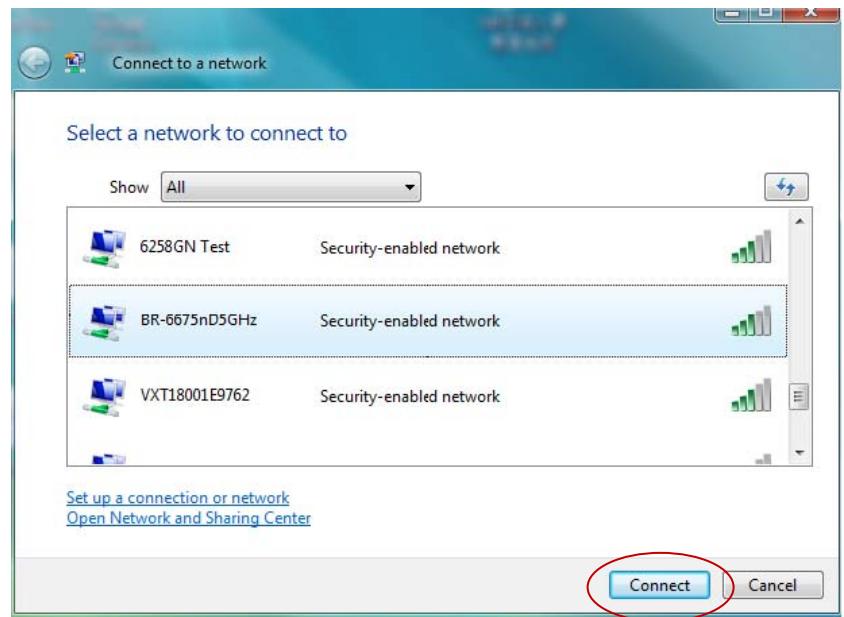 Connect to a network
Select a network to connect to
Show All
6258GN Test Security-enabled network
BR-6675nD5GHz Security-enabled network
VXT18001E9762 Security-enabled network
Set up a connection or network
Open Network and Sharing Center
Connect Cancel